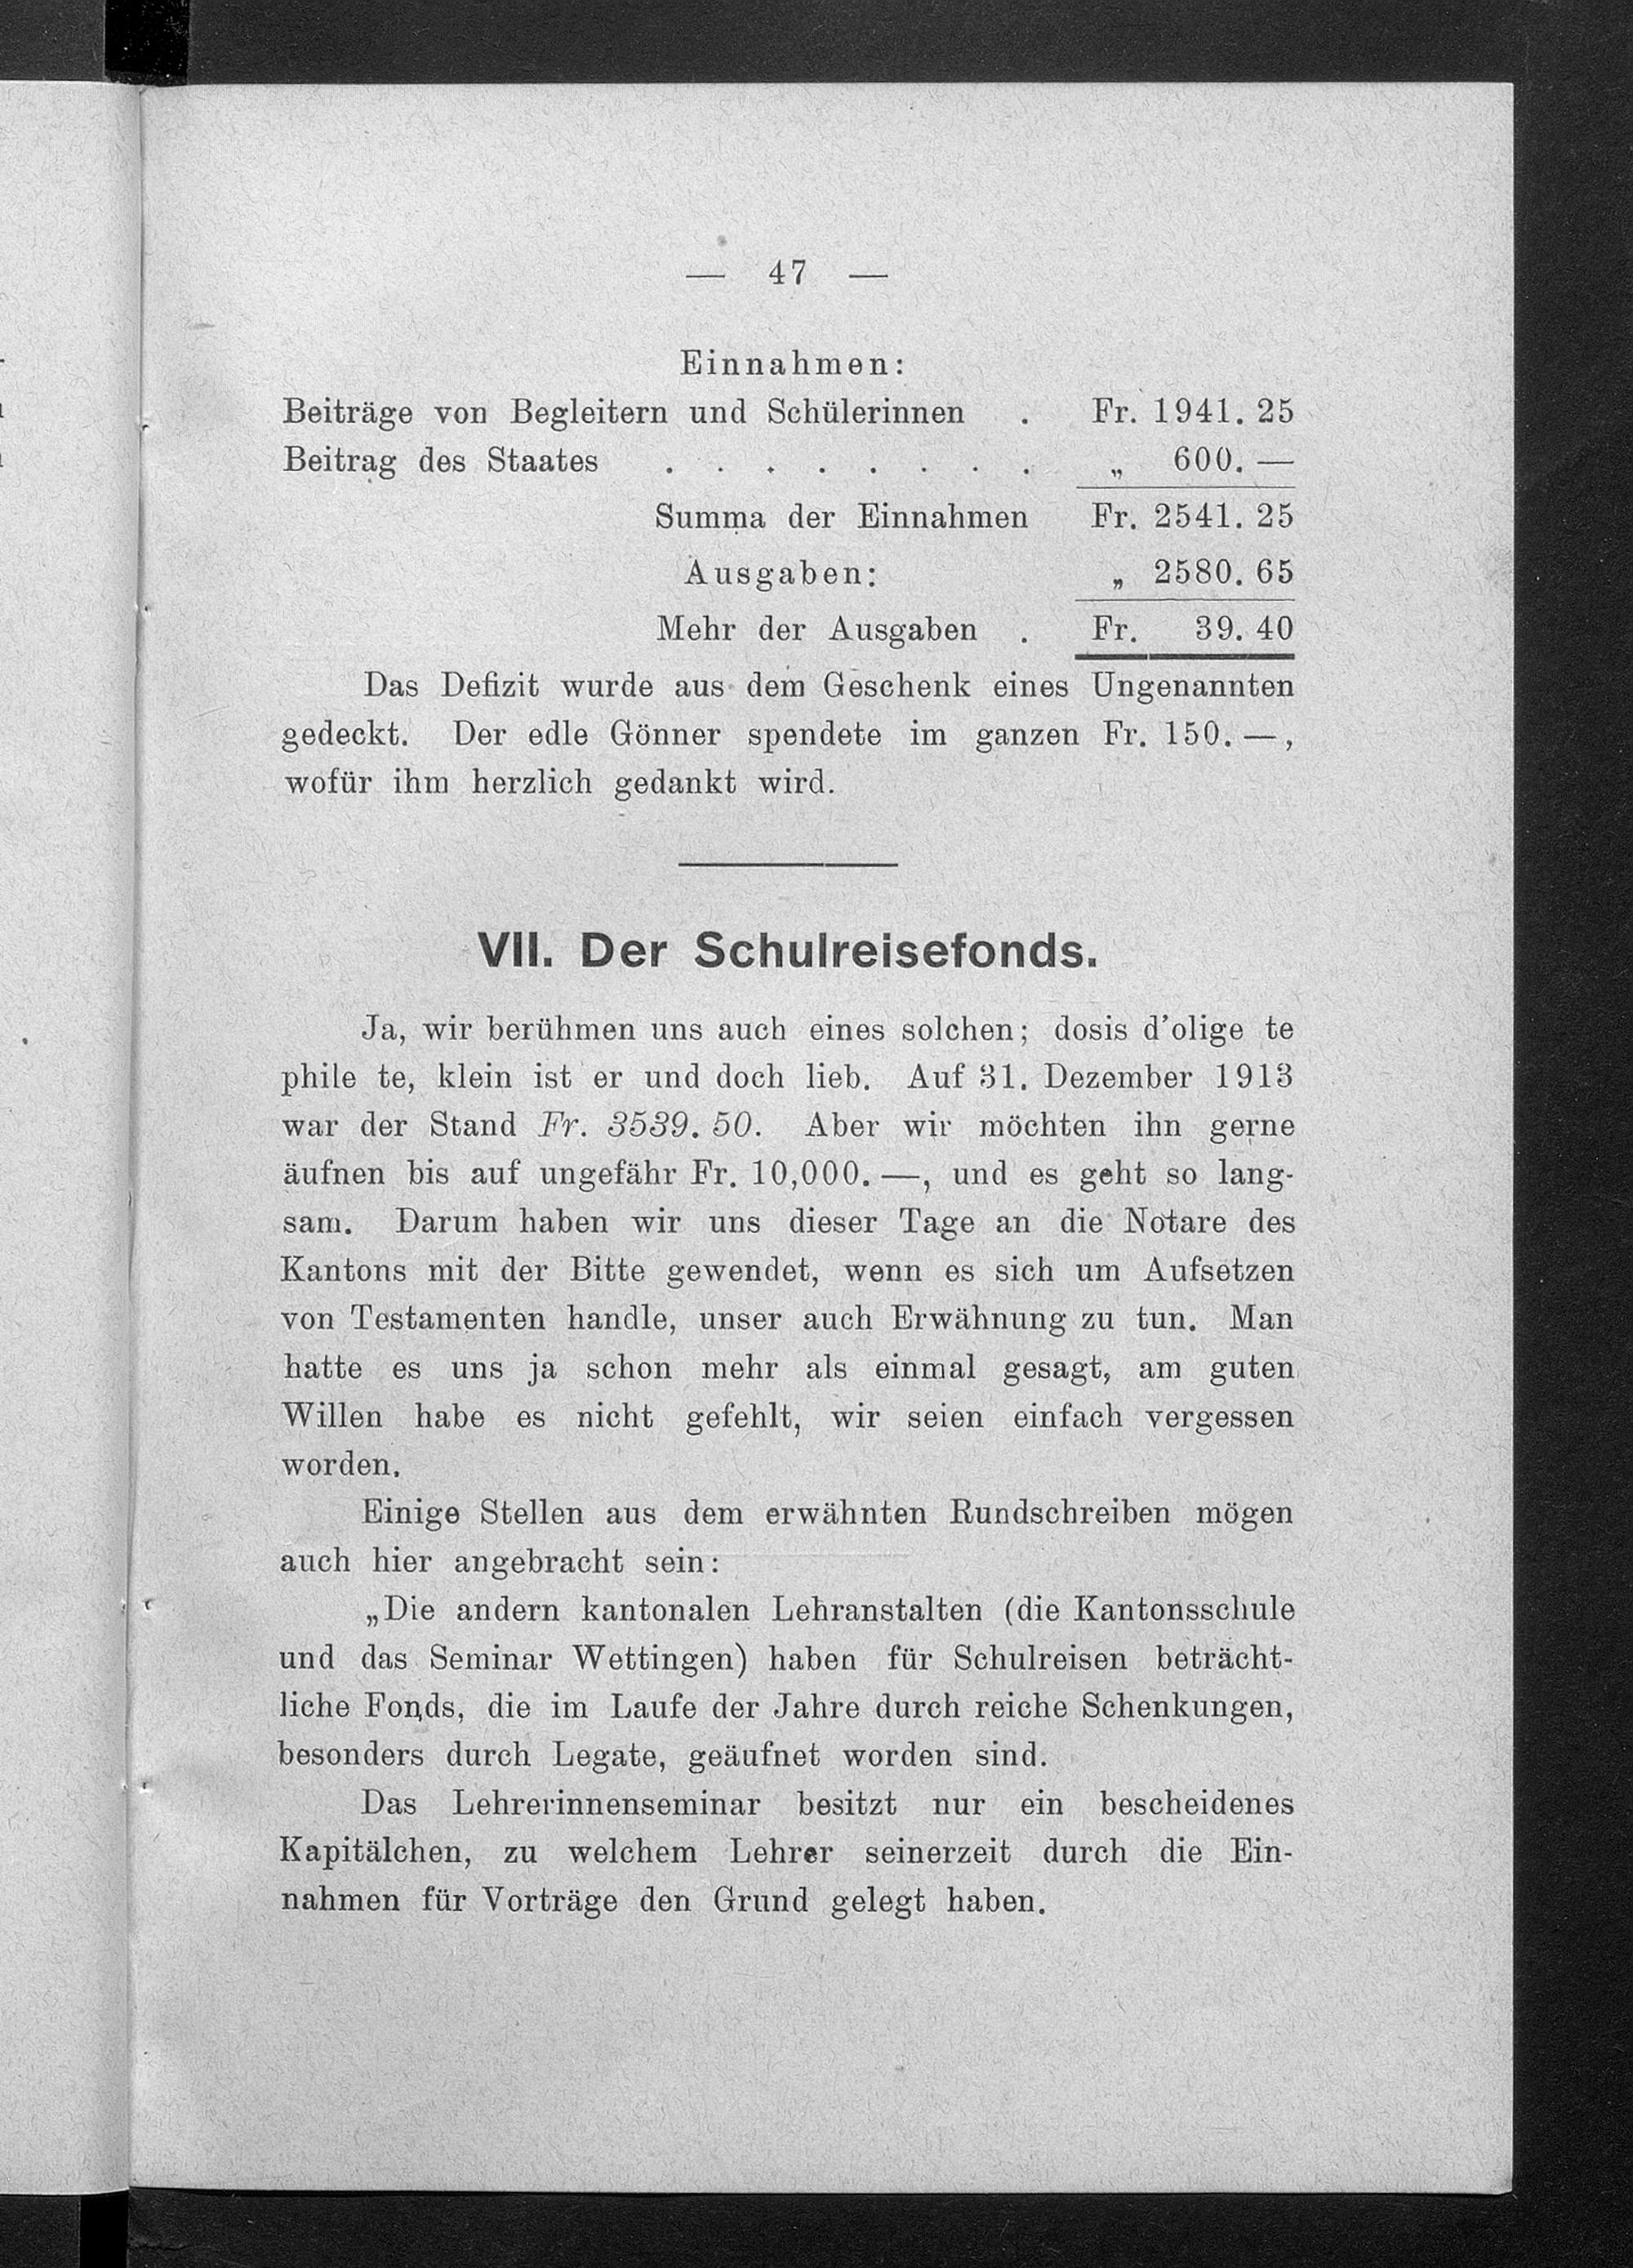 — 47 —
Einnahmen:
Beiträge von Begleitern und Schülerinnen . Fr. 1941. 25
Beitrag des Staates . . . . . . . . „ 600. —
Summa der Einnahmen Fr. 2541. 25
Ausgaben: „ 2580. 65
Mehr der Ausgaben . Fr. 39. 40
Das Defizit wurde aus dem Geschenk eines Ungenannten
gedeckt. Der edle Gönner spendete im ganzen Fr. 150. —,
wofür ihm herzlich gedankt wird.
VII. Der Schulreisefonds.
Ja, wir berühmen uns auch eines solchen; dosis d'olige te
phile te, klein ist er und doch lieb. Auf 31. Dezember 1913
war der Stand Fr. 3539. 50. Aber wir möchten ihn gerne
äufnen bis auf ungefähr Fr. 10,000. —, und es geht so lang-
sam. Darum haben wir uns dieser Tage an die Notare des
Kantons mit der Bitte gewendet, wenn es sich um Aufsetzen
von Testamenten handle, unser auch Erwähnung zu tun. Man
hatte es uns ja schon mehr als einmal gesagt, am guten
Willen habe es nicht gefehlt, wir seien einfach vergessen
worden.
Einige Stellen aus dem erwähnten Rundschreiben mögen
auch hier angebracht sein:
„Die andern kantonalen Lehranstalten (die Kantonsschule
und das Seminar Wettingen) haben für Schulreisen beträcht-
liche Fonds, die im Laufe der Jahre durch reiche Schenkungen,
besonders durch Legate, geäufnet worden sind.
Das Lehrerinnenseminar besitzt nur ein bescheidenes
Kapitälchen, zu welchem Lehrer seinerzeit durch die Ein-
nahmen für Vorträge den Grund gelegt haben.